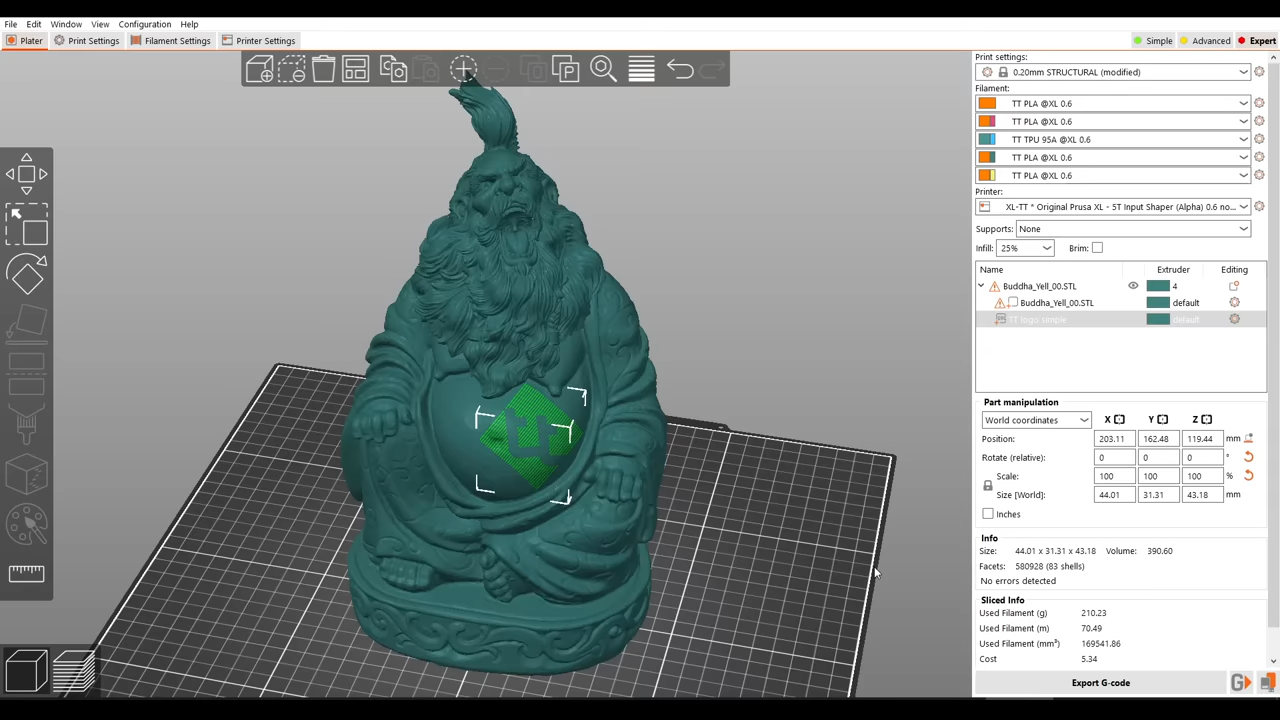 File Edit Window View Configuration Help
Plater Print Settings Filament Settings Printer Settings Simple Advanced Expert
Print settings:
0.20mm STRUCTURAL (modified)
Filament:
TT PLA @XL 0.6
TT PLA @XL 0.6
TT TPU 95A @XL 0.6
TT PLA @XL 0.6
TT PLA @XL 0.6
Printer:
XL-TT * Original Prusa XL - 5T Input Shaper (Alpha) 0.6 no...
Supports: None
Infill: 25% Brim:
Name Extruder Editing
Buddha_Yell_00.STL 4
Buddha_Yell_00.STL default
TT logo simple default
Part manipulation
World coordinates X Y Z
Position: 203.11 162.48 119.44 mm
Rotate (relative): 0 0 0 °
Scale: 100 100 100 %
Size [World]: 44.01 31.31 43.18 mm
Inches
Info
Size: 44.01 x 31.31 x 43.18 Volume: 390.60
Facets: 580928 (83 shells)
No errors detected
Sliced Info
Used Filament (g) 210.23
Used Filament (m) 70.49
Used Filament (mm³) 169541.86
Cost 5.34
Export G-code
G